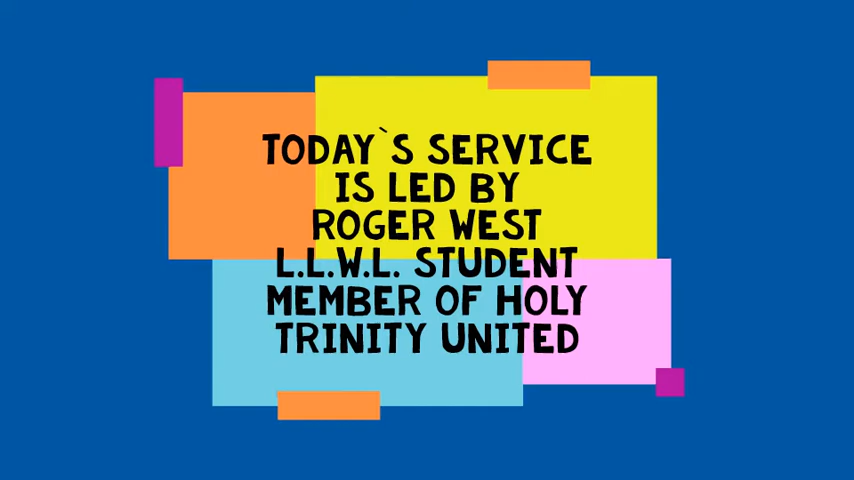 TODAY`S SERVICE
IS LED BY
ROGER WEST
L.L.W.L. STUDENT
MEMBER OF HOLY
TRINITY UNITED